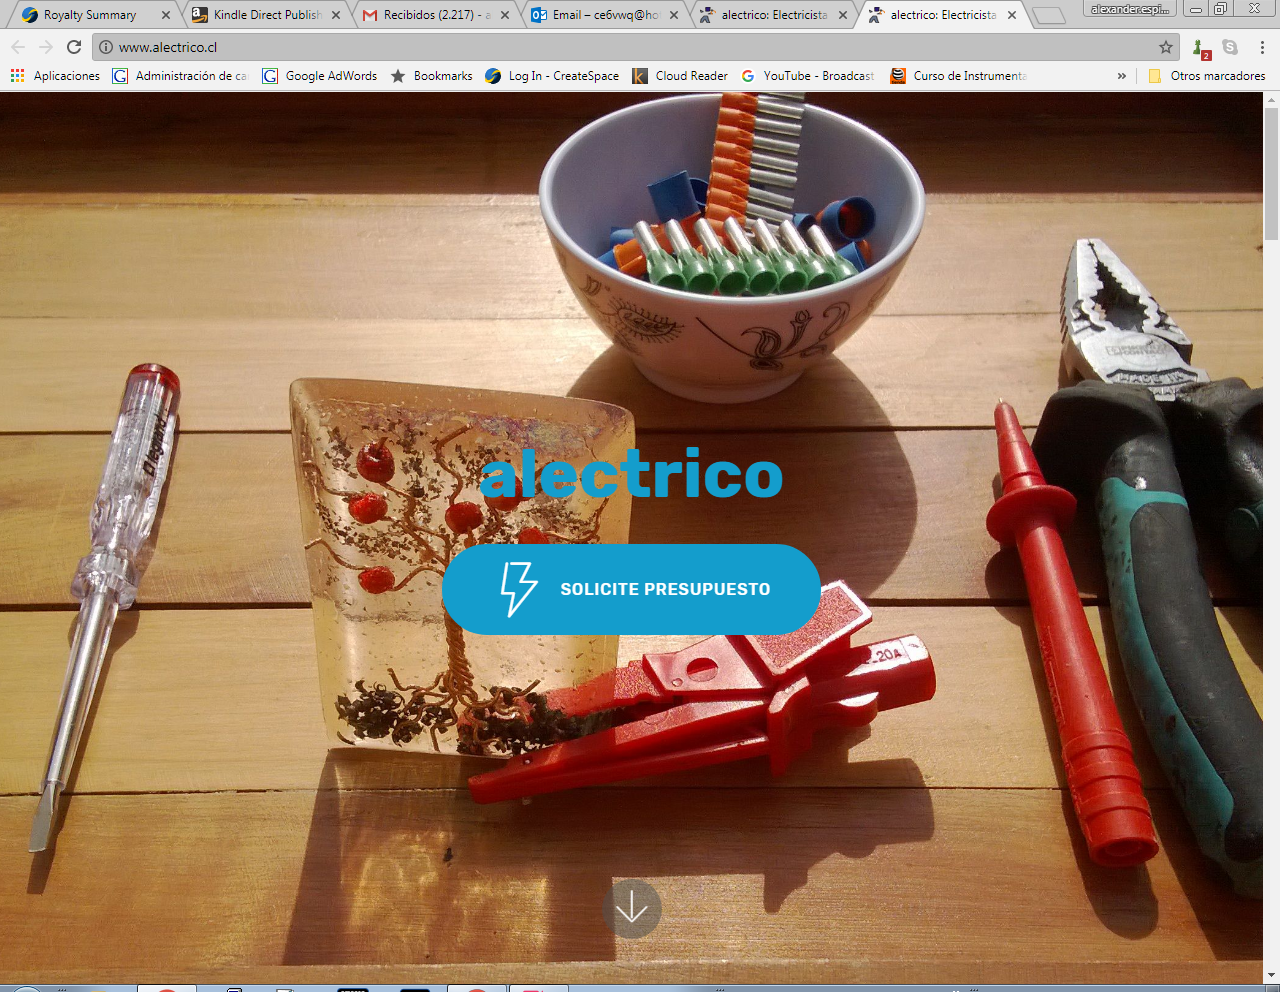 Royalty Summary
Kindle Direct Publish
Recibidos (2.217) - a
Email – ce6vwq@ho
alectrico: Electricista
alectrico: Electricista
alexander.espi...
www.alectrico.cl
2
Aplicaciones
Administración de ca
Google AdWords
Bookmarks
Log In - CreateSpace
Cloud Reader
YouTube - Broadcast
Curso de Instrumenta
»
Otros marcadores
legrand
alectrico
SOLICITE PRESUPUESTO
20A